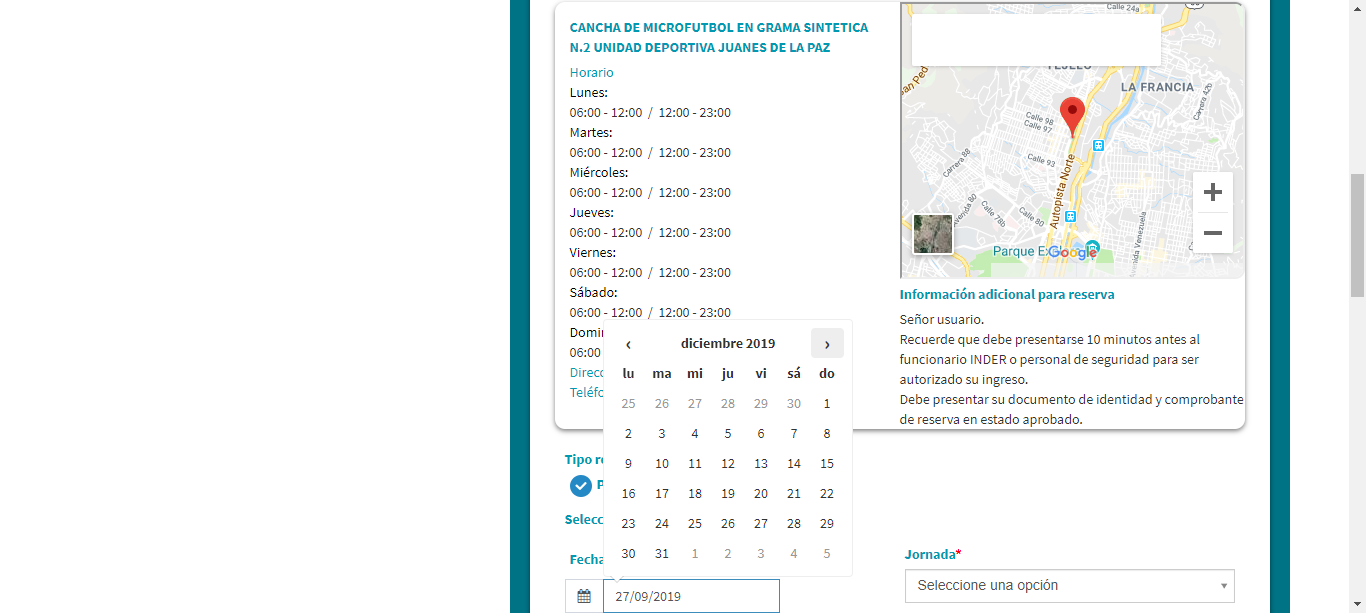 CANCHA DE MICROFUTBOL EN GRAMA SINTETICA
N.2 UNIDAD DEPORTIVA JUANES DE LA PAZ
Horario
Lunes:
06:00 - 12:00 / 12:00 - 23:00
Martes:
06:00 - 12:00 / 12:00 - 23:00
Miércoles:
06:00 - 12:00 / 12:00 - 23:00
Jueves:
06:00 - 12:00 / 12:00 - 23:00
Viernes:
06:00 - 12:00 / 12:00 - 23:00
Sábado:
06:00 - 12:00 / 12:00 - 23:00
Domin
06:00
Direcc
Teléfo
Calle 24a
LA FRANCIA
Carrera 42b
Calle 98
Calle 97
Calle 93
Carrera 88
Avenida 80
Calle 78b
Calle 80
Autopista Norte
Avenida Venezuela
Parque Ex
Google
Información adicional para reserva
Señor usuario.
Recuerde que debe presentarse 10 minutos antes al
funcionario INDER o personal de seguridad para ser
autorizado su ingreso.
Debe presentar su documento de identidad y comprobante
de reserva en estado aprobado.
‹ diciembre 2019 ›
lu ma mi ju vi sá do
25 26 27 28 29 30 1
2 3 4 5 6 7 8
9 10 11 12 13 14 15
16 17 18 19 20 21 22
23 24 25 26 27 28 29
30 31 1 2 3 4 5
Tipo re
P
Selecc
Fecha
27/09/2019
Jornada*
Seleccione una opción